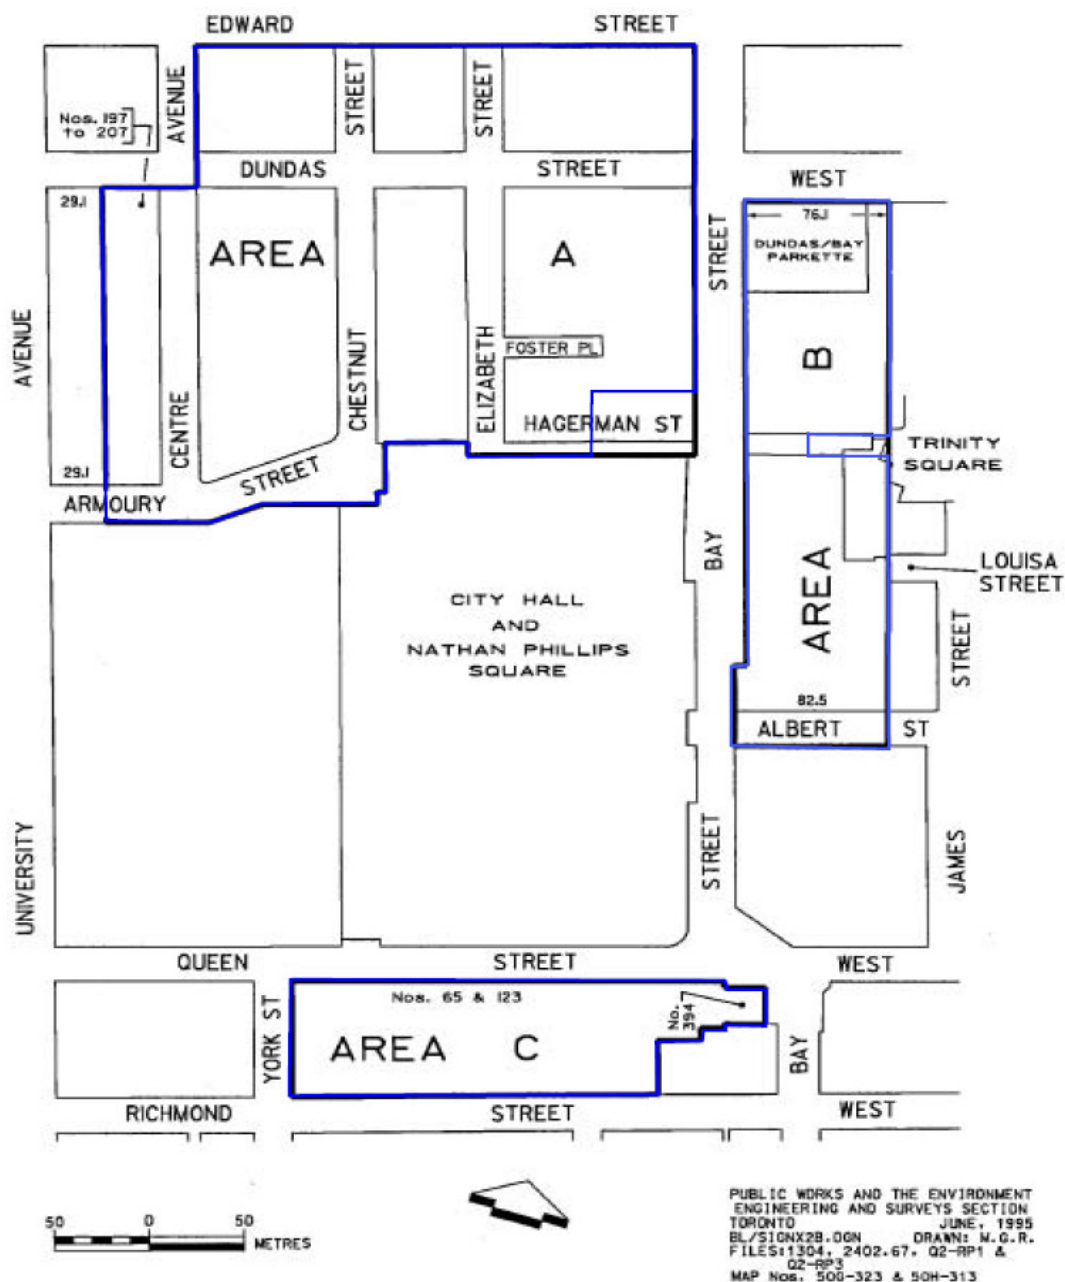 EDWARD STREET
AVENUE
STREET
STREET
Nos. 197
to 207
DUNDAS STREET
WEST
29.1
76.1
DUNDAS/BAY
PARKETTE
AREA A
STREET
B
AVENUE
CENTRE
CHESTNUT
ELIZABETH
FOSTER PL
HAGERMAN ST
TRINITY
SQUARE
29.1
ARMOURY STREET
BAY
AREA
LOUISA
STREET
CITY HALL
AND
NATHAN PHILLIPS
SQUARE
STREET
82.5
ALBERT ST
UNIVERSITY
STREET
JAMES
QUEEN STREET WEST
Nos. 65 & 123
No.
394
YORK ST
AREA C
BAY
RICHMOND STREET WEST
50 0 50
METRES
PUBLIC WORKS AND THE ENVIRONMENT
ENGINEERING AND SURVEYS SECTION
TORONTO JUNE, 1995
BL/SIGNX2B.DGN DRAWN: M.G.R.
FILES:1304, 2402.67, Q2-RP1 &
Q2-RP3
MAP Nos. 50G-323 & 50H-313